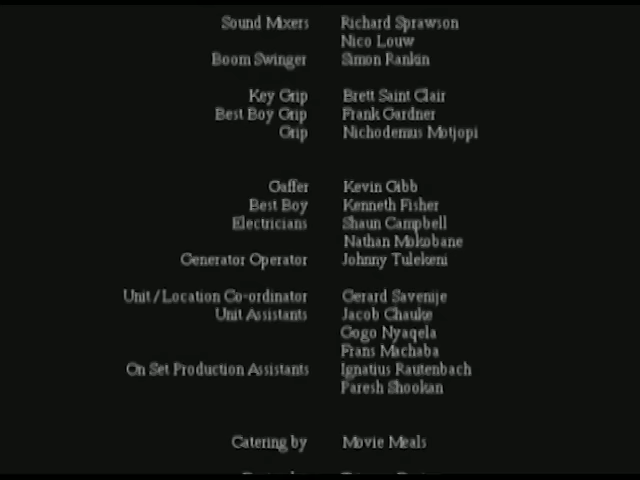 Sound Mixers Richard Sprawson
Nico Louw
Boom Swinger Simon Rankin
Key Grip Brett Saint Clair
Best Boy Grip Frank Gardner
Grip Nichodemus Motjopi
Gaffer Kevin Gibb
Best Boy Kenneth Fisher
Electricians Shaun Campbell
Nathan Mokobane
Generator Operator Johnny Tulekeni
Unit/Location Co-ordinator Gerard Savenije
Unit Assistants Jacob Chauke
Gogo Nyaqela
Frans Machaba
On Set Production Assistants Ignatius Rautenbach
Paresh Shookan
Catering by Movie Meals